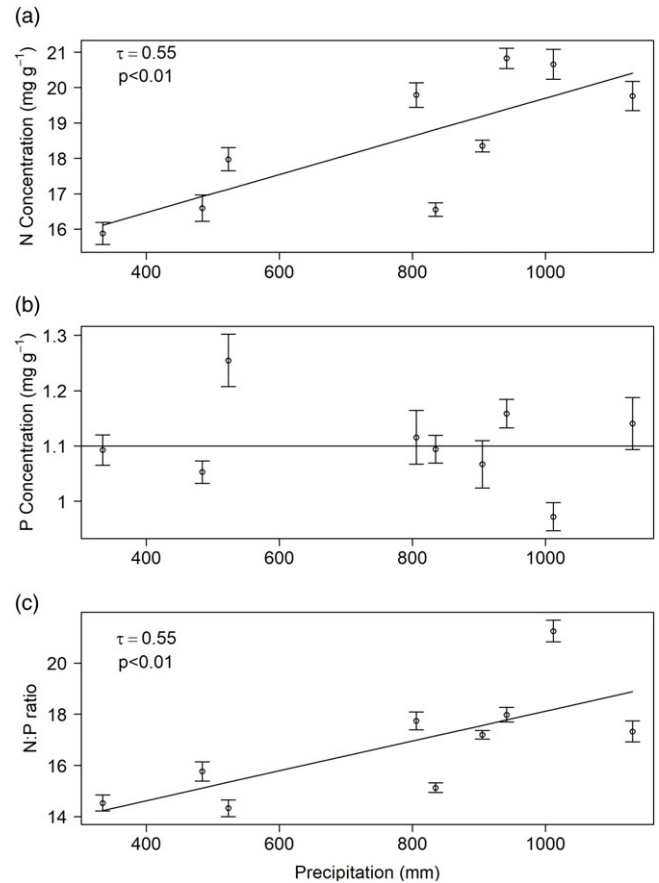 (a)
τ = 0.55
p<0.01
N Concentration (mg g⁻¹)
21
20
19
18
17
16
400 600 800 1000
(b)
P Concentration (mg g⁻¹)
1.3
1.2
1.1
1
400 600 800 1000
(c)
τ = 0.55
p<0.01
N:P ratio
20
18
16
14
400 600 800 1000
Precipitation (mm)